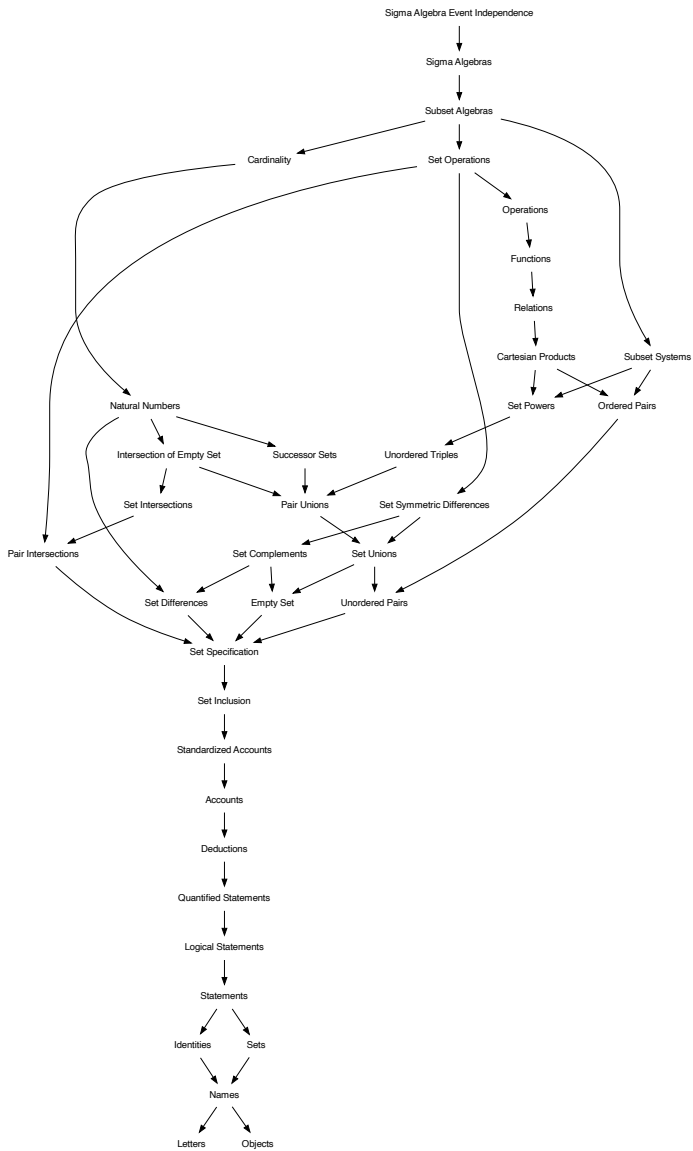 Sigma Algebra Event Independence
Sigma Algebras
Subset Algebras
Cardinality
Set Operations
Operations
Functions
Relations
Cartesian Products
Subset Systems
Natural Numbers
Set Powers
Ordered Pairs
Intersection of Empty Set
Successor Sets
Unordered Triples
Set Intersections
Pair Unions
Set Symmetric Differences
Pair Intersections
Set Complements
Set Unions
Set Differences
Empty Set
Unordered Pairs
Set Specification
Set Inclusion
Standardized Accounts
Accounts
Deductions
Quantified Statements
Logical Statements
Statements
Identities
Sets
Names
Letters
Objects